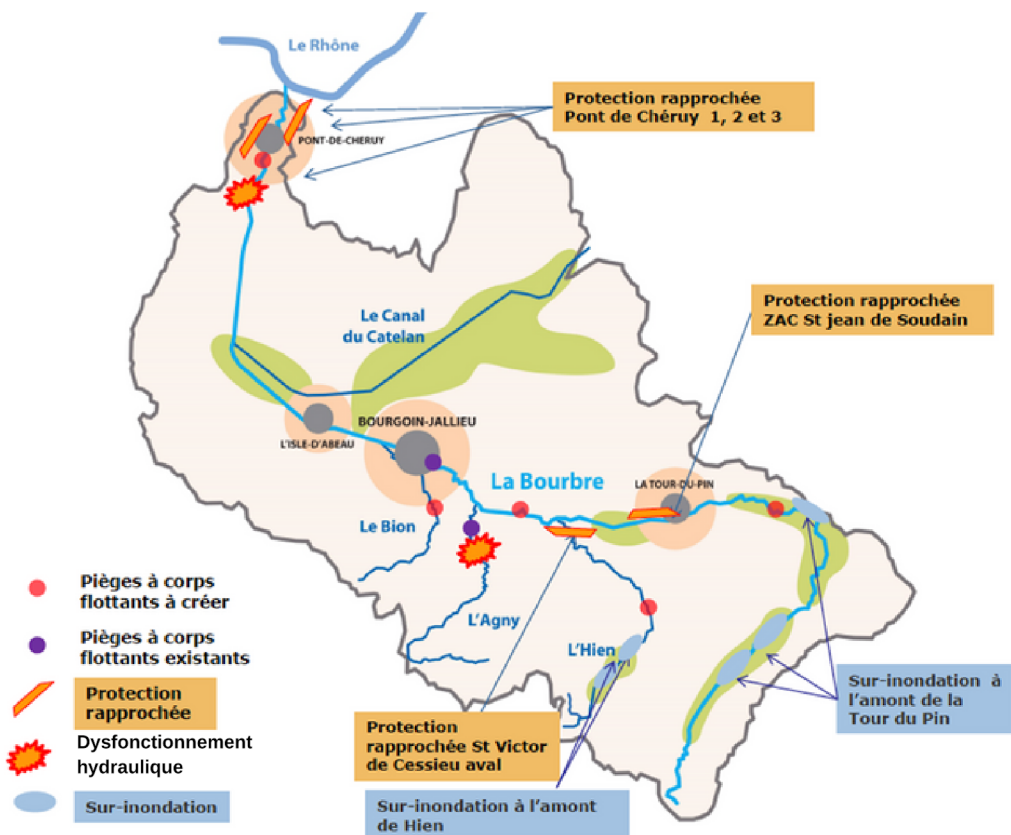 Le Rhône
Protection rapprochée
Pont de Chéruy 1, 2 et 3
PONT-DE-CHERUY
Protection rapprochée
ZAC St jean de Soudain
Le Canal
du Catelan
BOURGOIN-JALLIEU
L'ISLE-D'ABEAU
La Bourbre
LA TOUR-DU-PIN
Le Bion
L'Agny
L'Hien
Pièges à corps
flottants à créer
Pièges à corps
flottants existants
Protection
rapprochée
Dysfonctionnement
hydraulique
Sur-inondation
Protection
rapprochée St Victor
de Cessieu aval
Sur-inondation à l'amont
de Hien
Sur-inondation à
l'amont de la
Tour du Pin